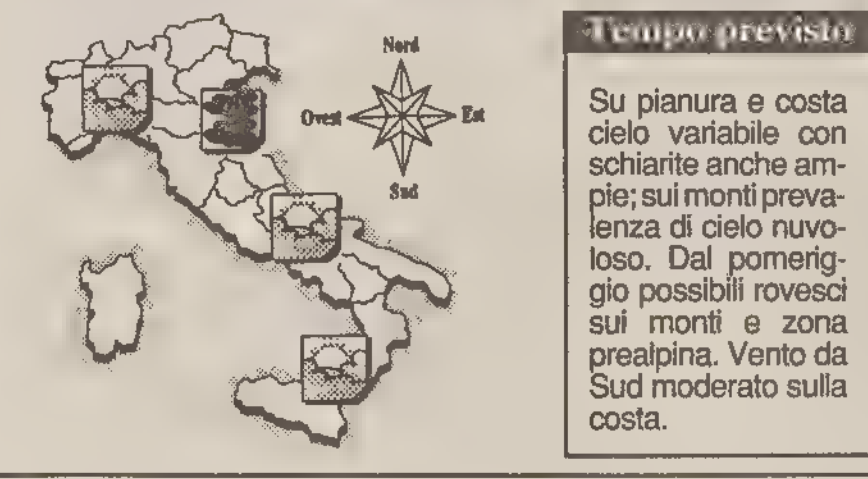 Nord
Ovest
Est
Sud
Tempo previsto
Su pianura e costa
cielo variabile con
schiarite anche am-
pie; sui monti preva-
lenza di cielo nuvo-
loso. Dal pomerig-
gio possibili rovesci
sui monti e zona
prealpina. Vento da
Sud moderato sulla
costa.